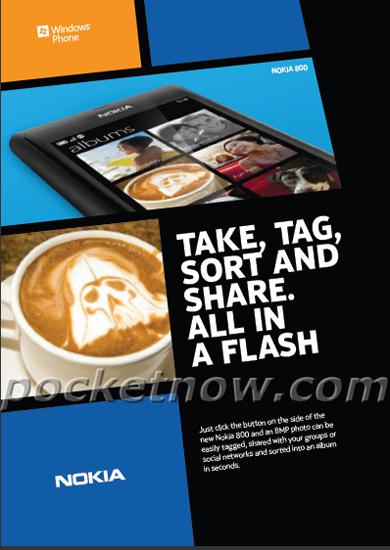 Windows
Phone
NOKIA 800
NOKIA
albums
TAKE, TAG,
SORT AND
SHARE.
ALL IN
A FLASH
pocketnow.com
Just click the button on the side of the
new Nokia 800 and an 8MP photo can be
easily tagged, shared with your groups or
social networks and sorted into an album
in seconds.
NOKIA